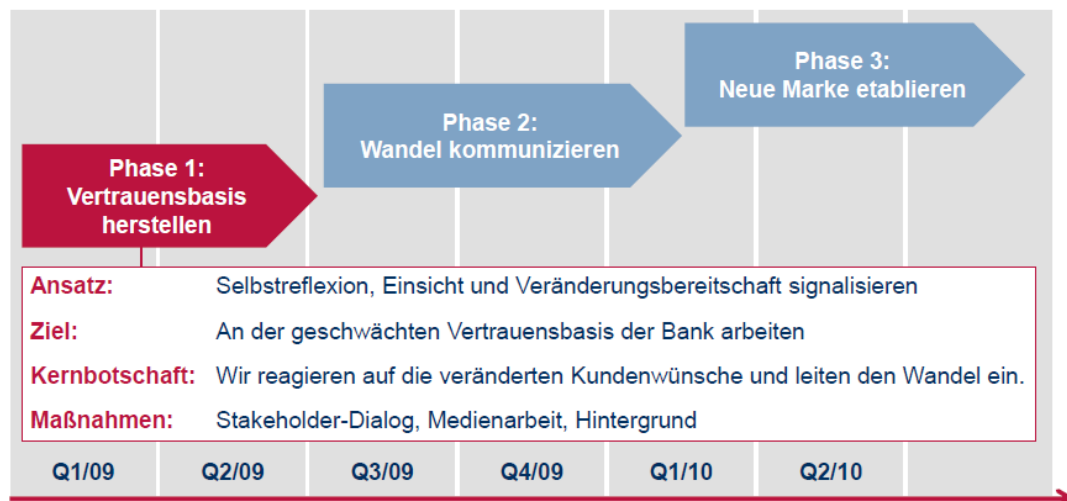 Phase 3:
Neue Marke etablieren
Phase 2:
Wandel kommunizieren
Phase 1:
Vertrauensbasis
herstellen
Ansatz: Selbstreflexion, Einsicht und Veränderungsbereitschaft signalisieren
Ziel: An der geschwächten Vertrauensbasis der Bank arbeiten
Kernbotschaft: Wir reagieren auf die veränderten Kundenwünsche und leiten den Wandel ein.
Maßnahmen: Stakeholder-Dialog, Medienarbeit, Hintergrund
Q1/09 Q2/09 Q3/09 Q4/09 Q1/10 Q2/10